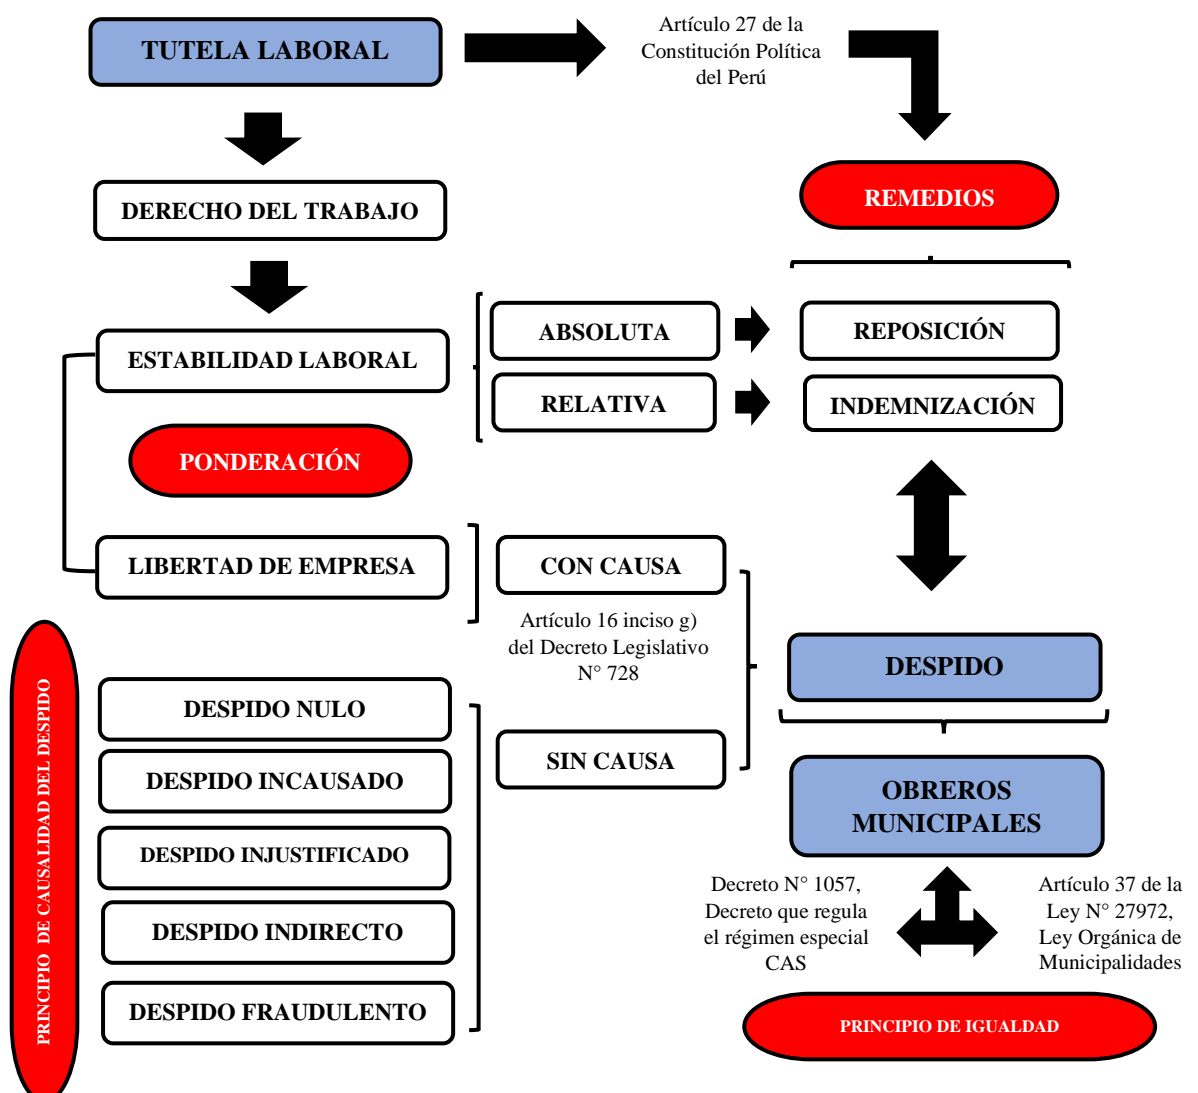 TUTELA LABORAL
Artículo 27 de la
Constitución Política
del Perú
DERECHO DEL TRABAJO
REMEDIOS
ESTABILIDAD LABORAL
ABSOLUTA
REPOSICIÓN
RELATIVA
INDEMNIZACIÓN
PONDERACIÓN
LIBERTAD DE EMPRESA
CON CAUSA
Artículo 16 inciso g)
del Decreto Legislativo
N° 728
DESPIDO
PRINCIPIO DE CAUSALIDAD DEL DESPIDO
DESPIDO NULO
DESPIDO INCAUSADO
DESPIDO INJUSTIFICADO
DESPIDO INDIRECTO
DESPIDO FRAUDULENTO
SIN CAUSA
OBREROS
MUNICIPALES
Decreto N° 1057,
Decreto que regula
el régimen especial
CAS
Artículo 37 de la
Ley N° 27972,
Ley Orgánica de
Municipalidades
PRINCIPIO DE IGUALDAD